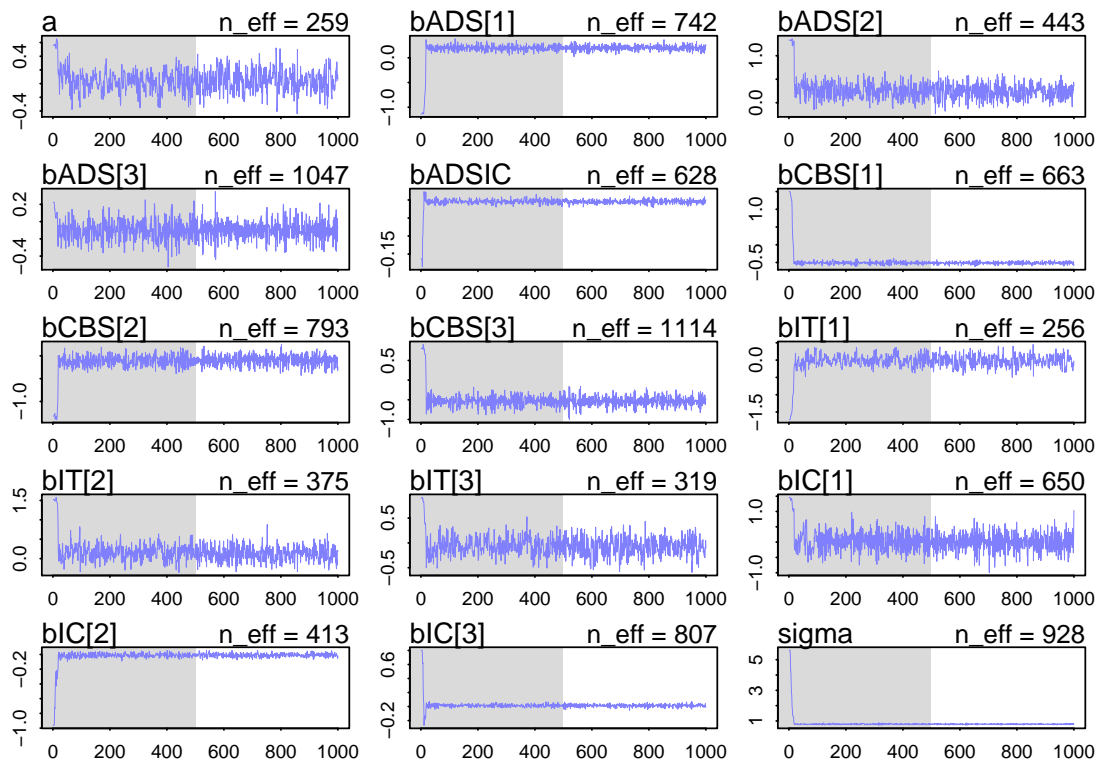 a n_eff = 259 bADS[1] n_eff = 742 bADS[2] n_eff = 443
0.4 −0.4 0.0 −1.0 1.0 0.0
0 200 400 600 800 1000 0 200 400 600 800 1000 0 200 400 600 800 1000
bADS[3] n_eff = 1047 bADSIC n_eff = 628 bCBS[1] n_eff = 663
0.2 −0.4 −0.15 1.0 −0.5
0 200 400 600 800 1000 0 200 400 600 800 1000 0 200 400 600 800 1000
bCBS[2] n_eff = 793 bCBS[3] n_eff = 1114 bIT[1] n_eff = 256
−1.0 0.5 −1.0 0.0 −1.5
0 200 400 600 800 1000 0 200 400 600 800 1000 0 200 400 600 800 1000
bIT[2] n_eff = 375 bIT[3] n_eff = 319 bIC[1] n_eff = 650
1.5 0.0 0.5 −0.5 1.0 −1.0
0 200 400 600 800 1000 0 200 400 600 800 1000 0 200 400 600 800 1000
bIC[2] n_eff = 413 bIC[3] n_eff = 807 sigma n_eff = 928
−0.2 −1.0 0.6 −0.2 5 3 1
0 200 400 600 800 1000 0 200 400 600 800 1000 0 200 400 600 800 1000